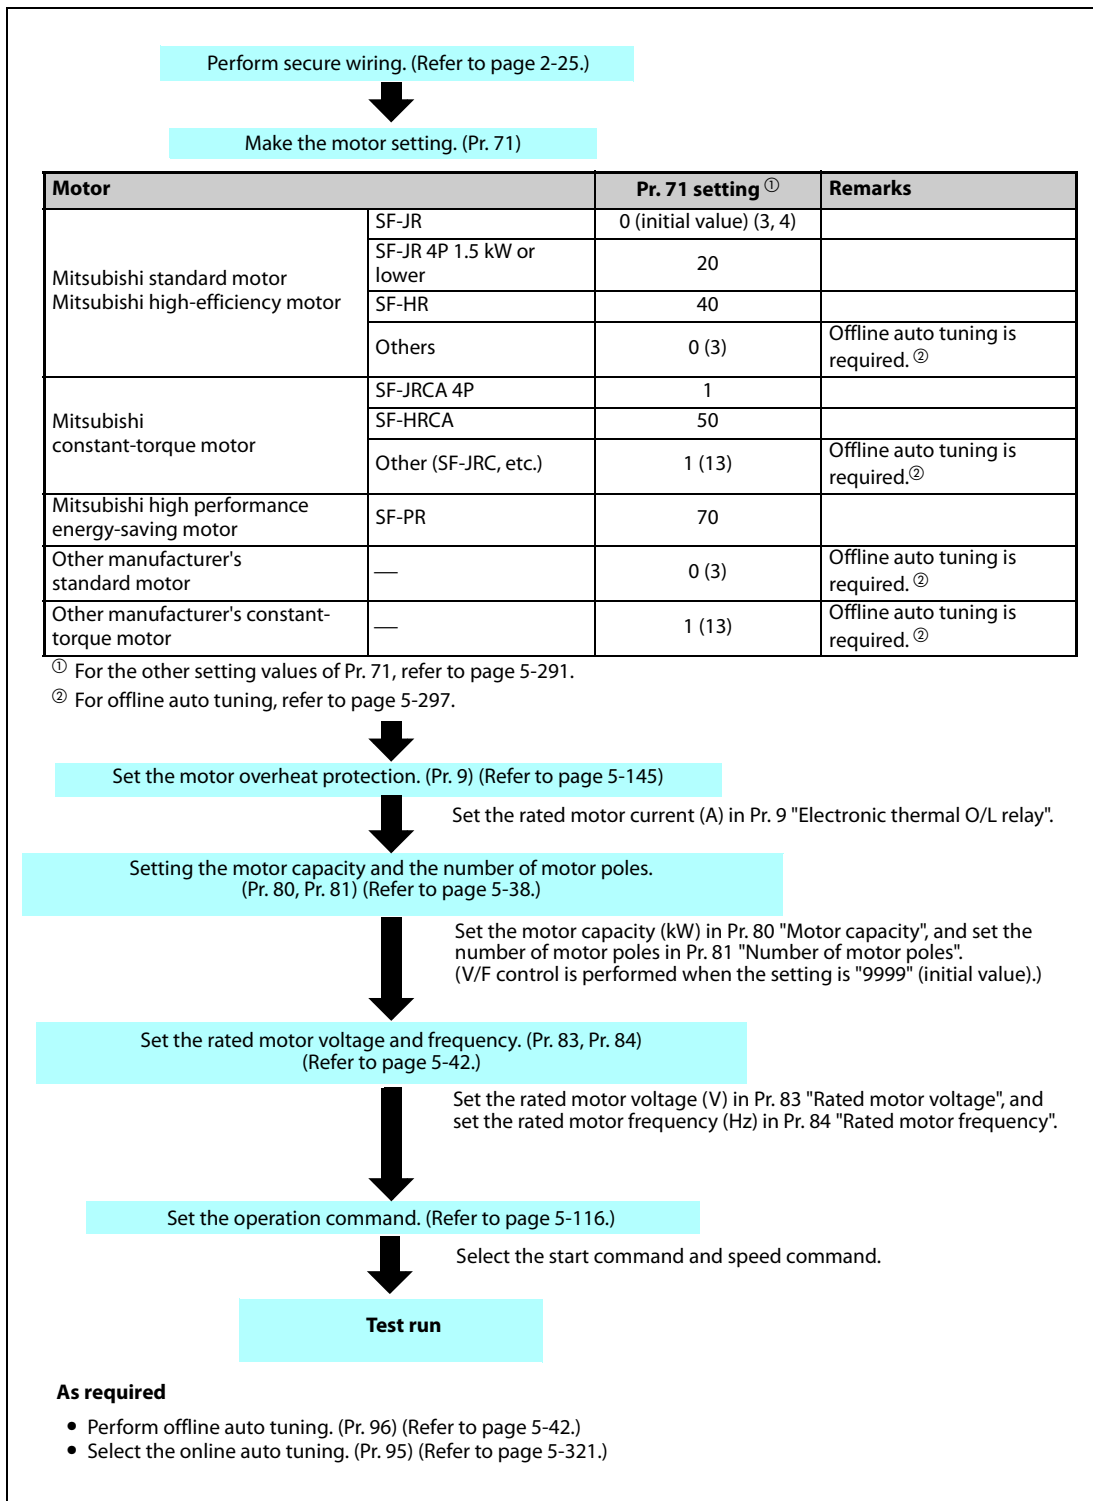 Perform secure wiring. (Refer to page 2-25.)
Make the motor setting. (Pr. 71)
Motor Pr. 71 setting ① Remarks
Mitsubishi standard motor
Mitsubishi high-efficiency motor
SF-JR 0 (initial value) (3, 4)
SF-JR 4P 1.5 kW or
lower
20
SF-HR 40
Others 0 (3) Offline auto tuning is
required. ②
Mitsubishi
constant-torque motor
SF-JRCA 4P 1
SF-HRCA 50
Other (SF-JRC, etc.) 1 (13) Offline auto tuning is
required.②
Mitsubishi high performance
energy-saving motor
SF-PR 70
Other manufacturer's
standard motor
— 0 (3) Offline auto tuning is
required. ②
Other manufacturer's constant-
torque motor
— 1 (13) Offline auto tuning is
required. ②
① For the other setting values of Pr. 71, refer to page 5-291.
② For offline auto tuning, refer to page 5-297.
Set the motor overheat protection. (Pr. 9) (Refer to page 5-145)
Set the rated motor current (A) in Pr. 9 "Electronic thermal O/L relay".
Setting the motor capacity and the number of motor poles.
(Pr. 80, Pr. 81) (Refer to page 5-38.)
Set the motor capacity (kW) in Pr. 80 "Motor capacity", and set the
number of motor poles in Pr. 81 "Number of motor poles".
(V/F control is performed when the setting is "9999" (initial value).)
Set the rated motor voltage and frequency. (Pr. 83, Pr. 84)
(Refer to page 5-42.)
Set the rated motor voltage (V) in Pr. 83 "Rated motor voltage", and
set the rated motor frequency (Hz) in Pr. 84 "Rated motor frequency".
Set the operation command. (Refer to page 5-116.)
Select the start command and speed command.
Test run
As required
• Perform offline auto tuning. (Pr. 96) (Refer to page 5-42.)
• Select the online auto tuning. (Pr. 95) (Refer to page 5-321.)